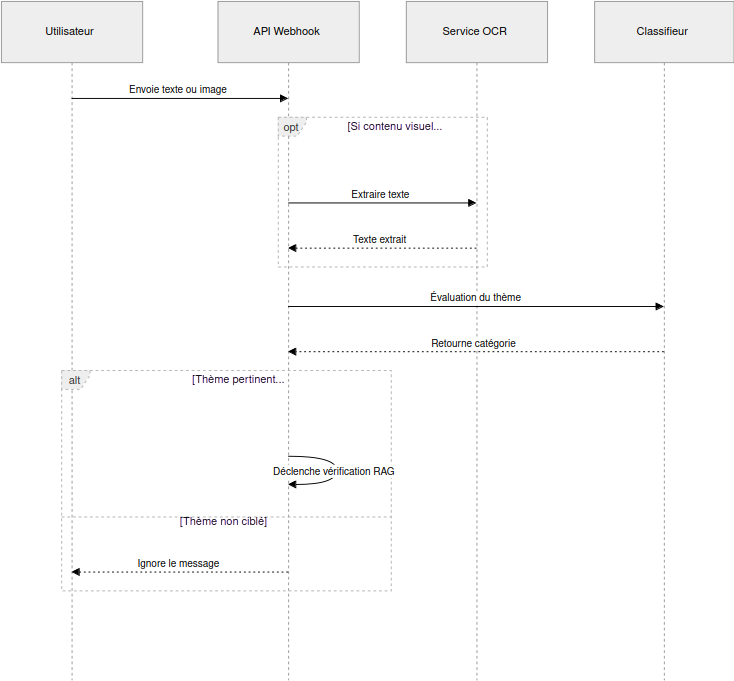 Utilisateur
API Webhook
Service OCR
Classifieur
Envoie texte ou image
opt
[Si contenu visuel...
Extraire texte
Texte extrait
Évaluation du thème
Retourne catégorie
alt
[Thème pertinent...
Déclenche vérification RAG
[Thème non ciblé]
Ignore le message